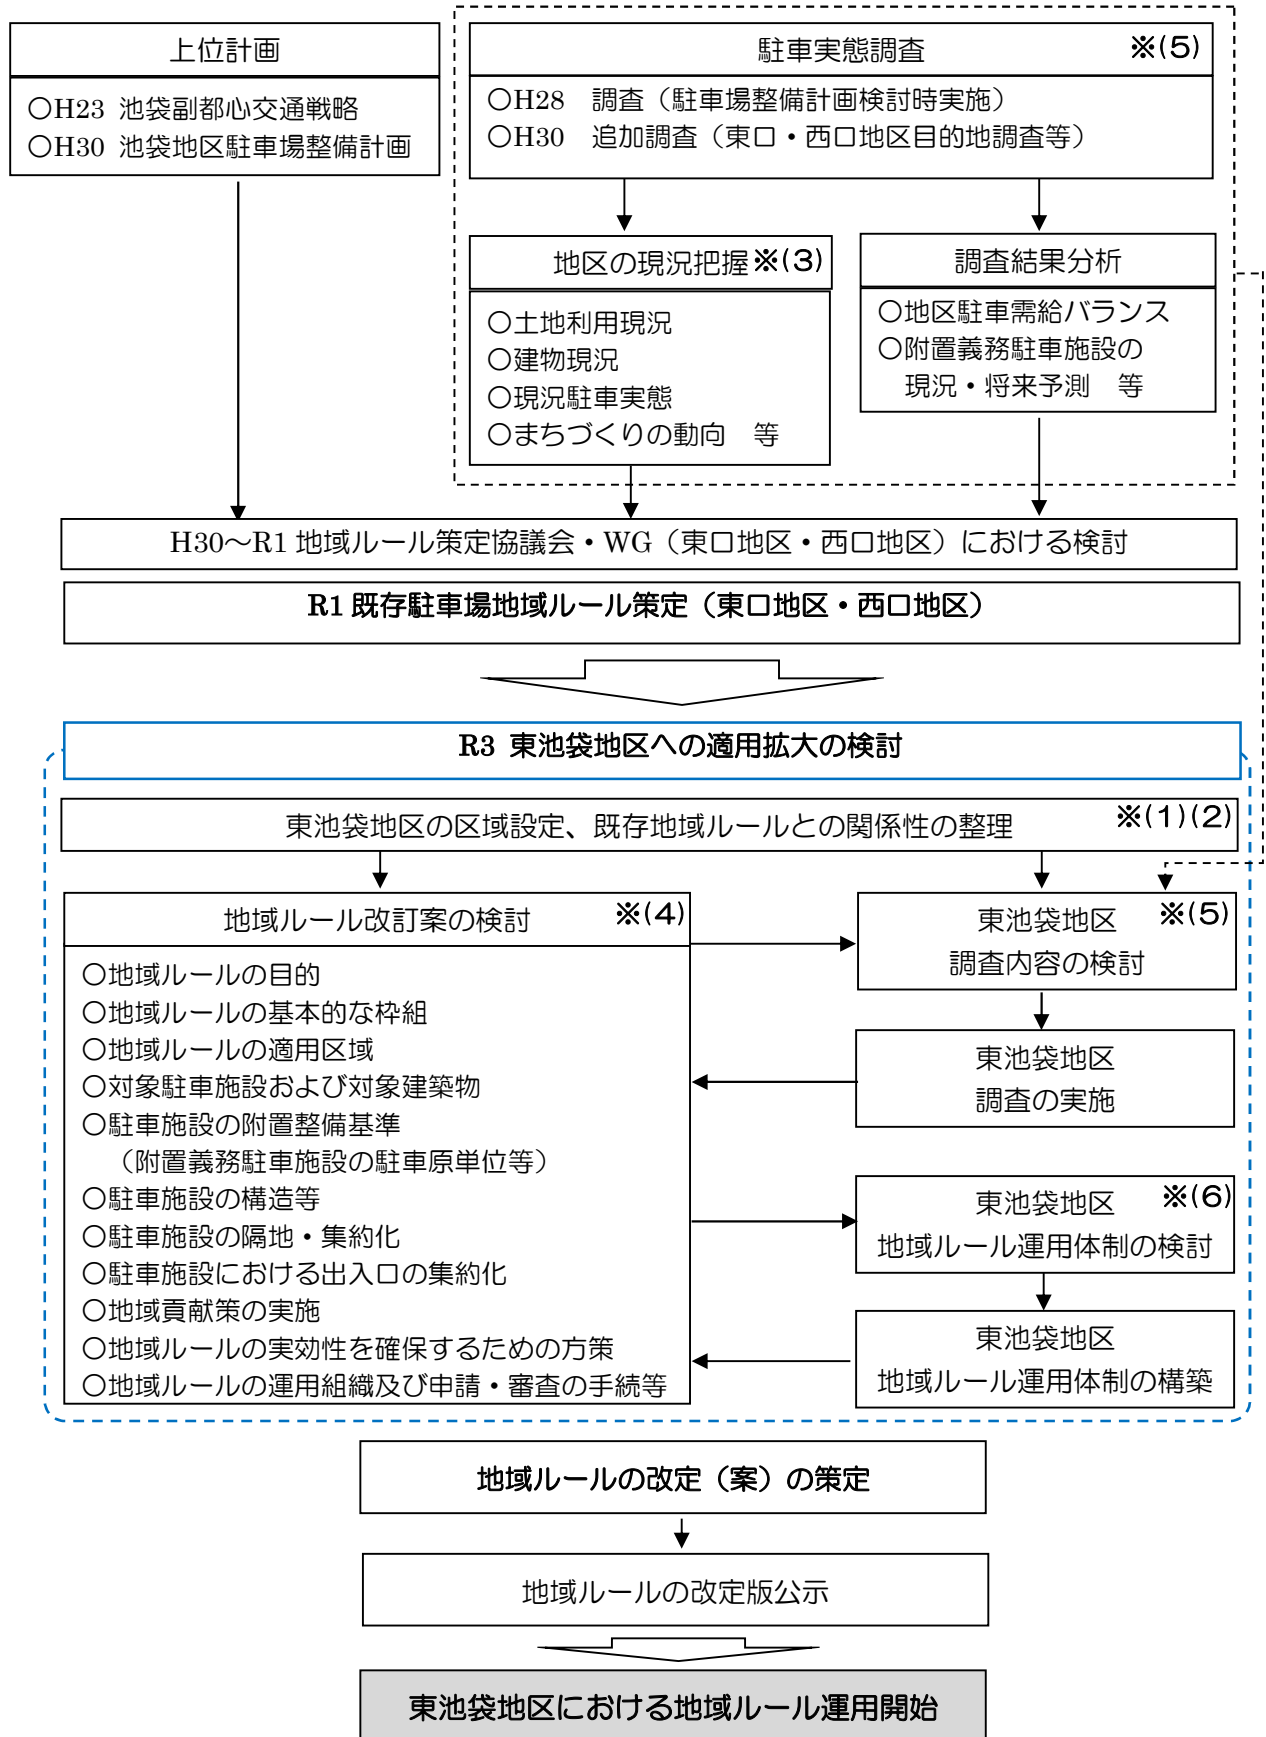 上位計画
○H23 池袋副都心交通戦略
○H30 池袋地区駐車場整備計画
駐車実態調査 ※(5)
○H28 調査（駐車場整備計画検討時実施）
○H30 追加調査（東口・西口地区目的地調査等）
地区の現況把握※(3)
○土地利用現況
○建物現況
○現況駐車実態
○まちづくりの動向 等
調査結果分析
○地区駐車需給バランス
○附置義務駐車施設の
現況・将来予測 等
H30～R1 地域ルール策定協議会・WG（東口地区・西口地区）における検討
R1 既存駐車場地域ルール策定（東口地区・西口地区）
R3 東池袋地区への適用拡大の検討
東池袋地区の区域設定、既存地域ルールとの関係性の整理 ※(1)(2)
地域ルール改訂案の検討 ※(4)
○地域ルールの目的
○地域ルールの基本的な枠組
○地域ルールの適用区域
○対象駐車施設および対象建築物
○駐車施設の附置整備基準
（附置義務駐車施設の駐車原単位等）
○駐車施設の構造等
○駐車施設の隔地・集約化
○駐車施設における出入口の集約化
○地域貢献策の実施
○地域ルールの実効性を確保するための方策
○地域ルールの運用組織及び申請・審査の手続等
東池袋地区 ※(5)
調査内容の検討
東池袋地区
調査の実施
東池袋地区 ※(6)
地域ルール運用体制の検討
東池袋地区
地域ルール運用体制の構築
地域ルールの改定（案）の策定
地域ルールの改定版公示
東池袋地区における地域ルール運用開始